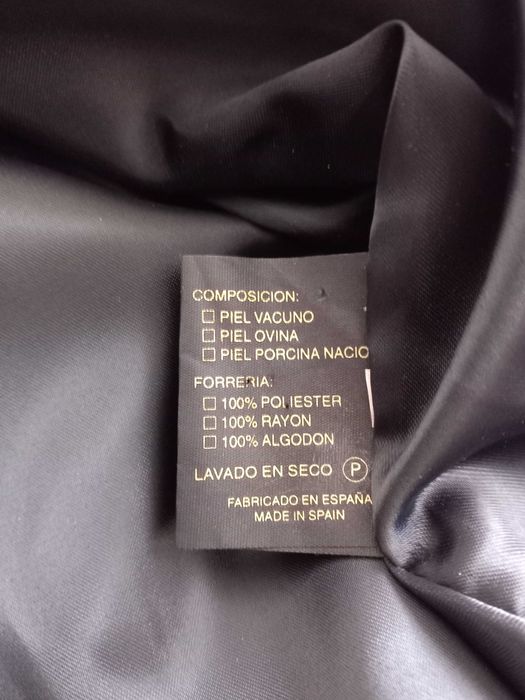 COMPOSICION:
☐ PIEL VACUNO
☐ PIEL OVINA
☐ PIEL PORCINA NACIO
FORRERIA:
☐ 100% POLIESTER
☐ 100% RAYON
☐ 100% ALGODON
LAVADO EN SECO Ⓟ
FABRICADO EN ESPAÑA
MADE IN SPAIN